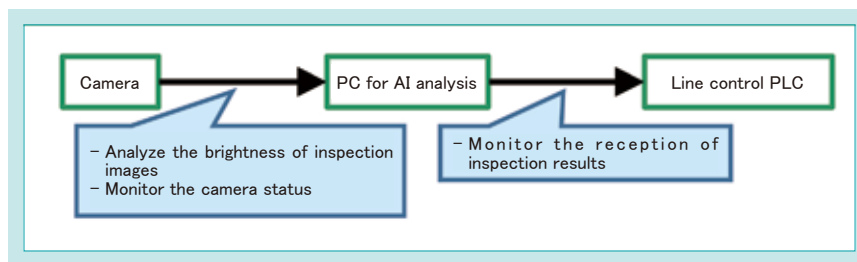 Camera
PC for AI analysis
Line control PLC
- Analyze the brightness of inspection
images
- Monitor the camera status
- Monitor the reception of
inspection results